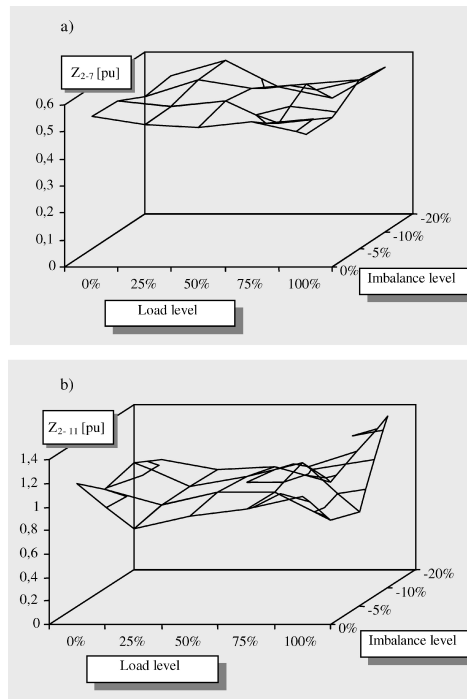 a)
Z2-7 [pu]
0,6
0,5
0,4
0,3
0,2
0,1
0
0% 25% 50% 75% 100%
0%
-5%
-10%
-20%
Load level
Imbalance level
b)
Z2-11 [pu]
1,4
1,2
1
0,8
0,6
0,4
0,2
0
0% 25% 50% 75% 100%
0%
-5%
-10%
-20%
Load level
Imbalance level